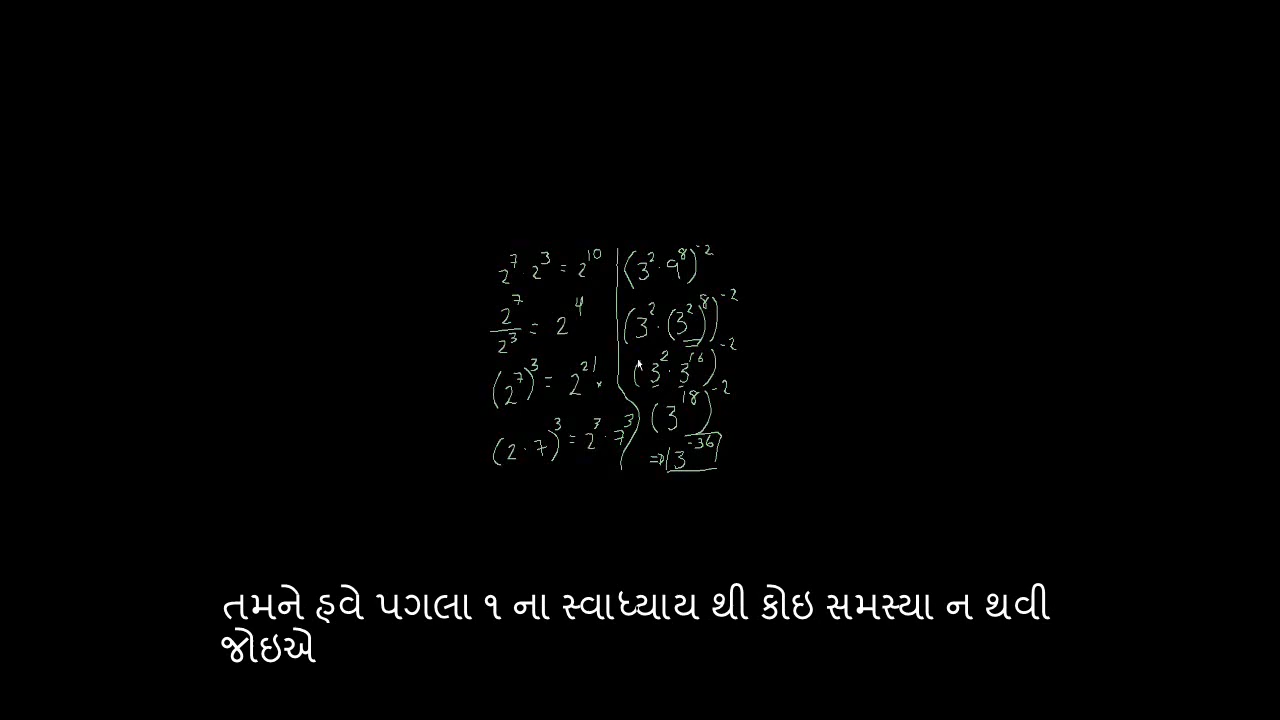 2^7 · 2^3 = 2^10
2^7 / 2^3 = 2^4
(2^7)^3 = 2^21
(2 · 7)^3 = 2^3 · 7^3
(3^2 · 9^8)^-2
(3^2 · (3^2)^8)^-2
(3^2 · 3^16)^-2
(3^18)^-2
⇒ 3^-36
તમને હવે પગલા ૧ ના સ્વાધ્યાય થી કોઇ સમસ્યા ન થવી
જોઇએ